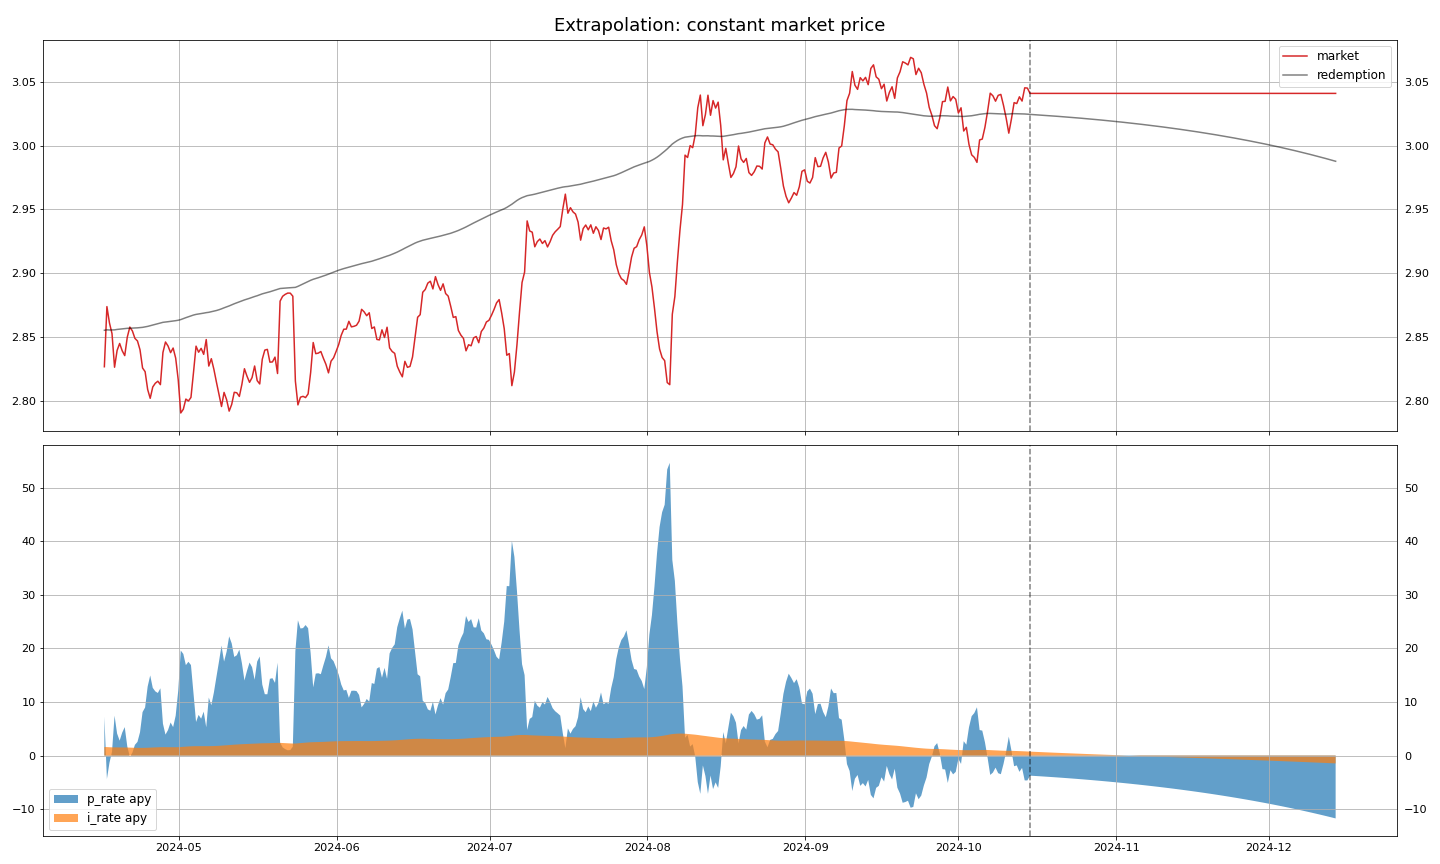 Extrapolation: constant market price
market
redemption
3.05 3.05
3.00 3.00
2.95 2.95
2.90 2.90
2.85 2.85
2.80 2.80
50 50
40 40
30 30
20 20
10 10
0 0
−10 −10
p_rate apy
i_rate apy
2024-05 2024-06 2024-07 2024-08 2024-09 2024-10 2024-11 2024-12